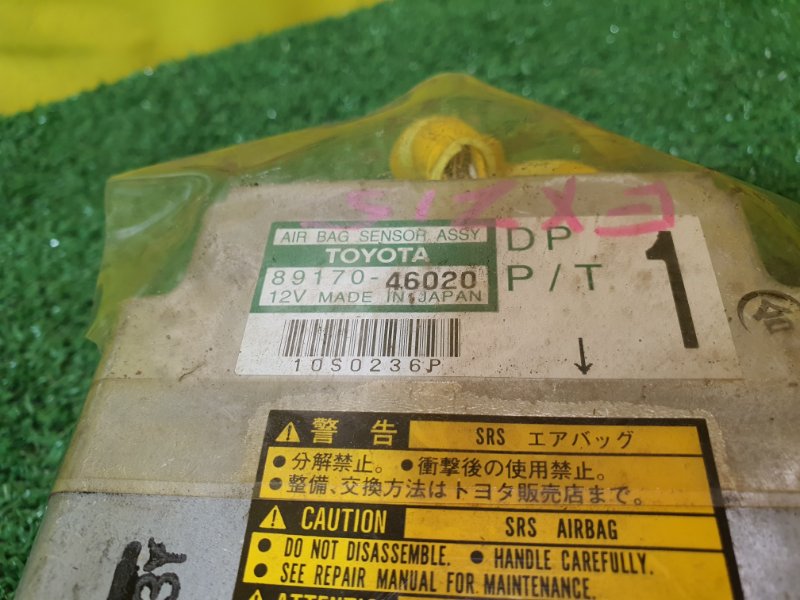 AIR BAG SENSOR ASSY
TOYOTA
89170-46020
12V MADE IN JAPAN
DP
P/T
1
10S0236P
警告 SRS エアバッグ
• 分解禁止。 • 衝撃後の使用禁止。
• 整備、交換方法はトヨタ販売店まで。
CAUTION SRS AIRBAG
• DO NOT DISASSEMBLE. • HANDLE CAREFULLY.
• SEE REPAIR MANUAL FOR MAINTENANCE.
ATTENTION